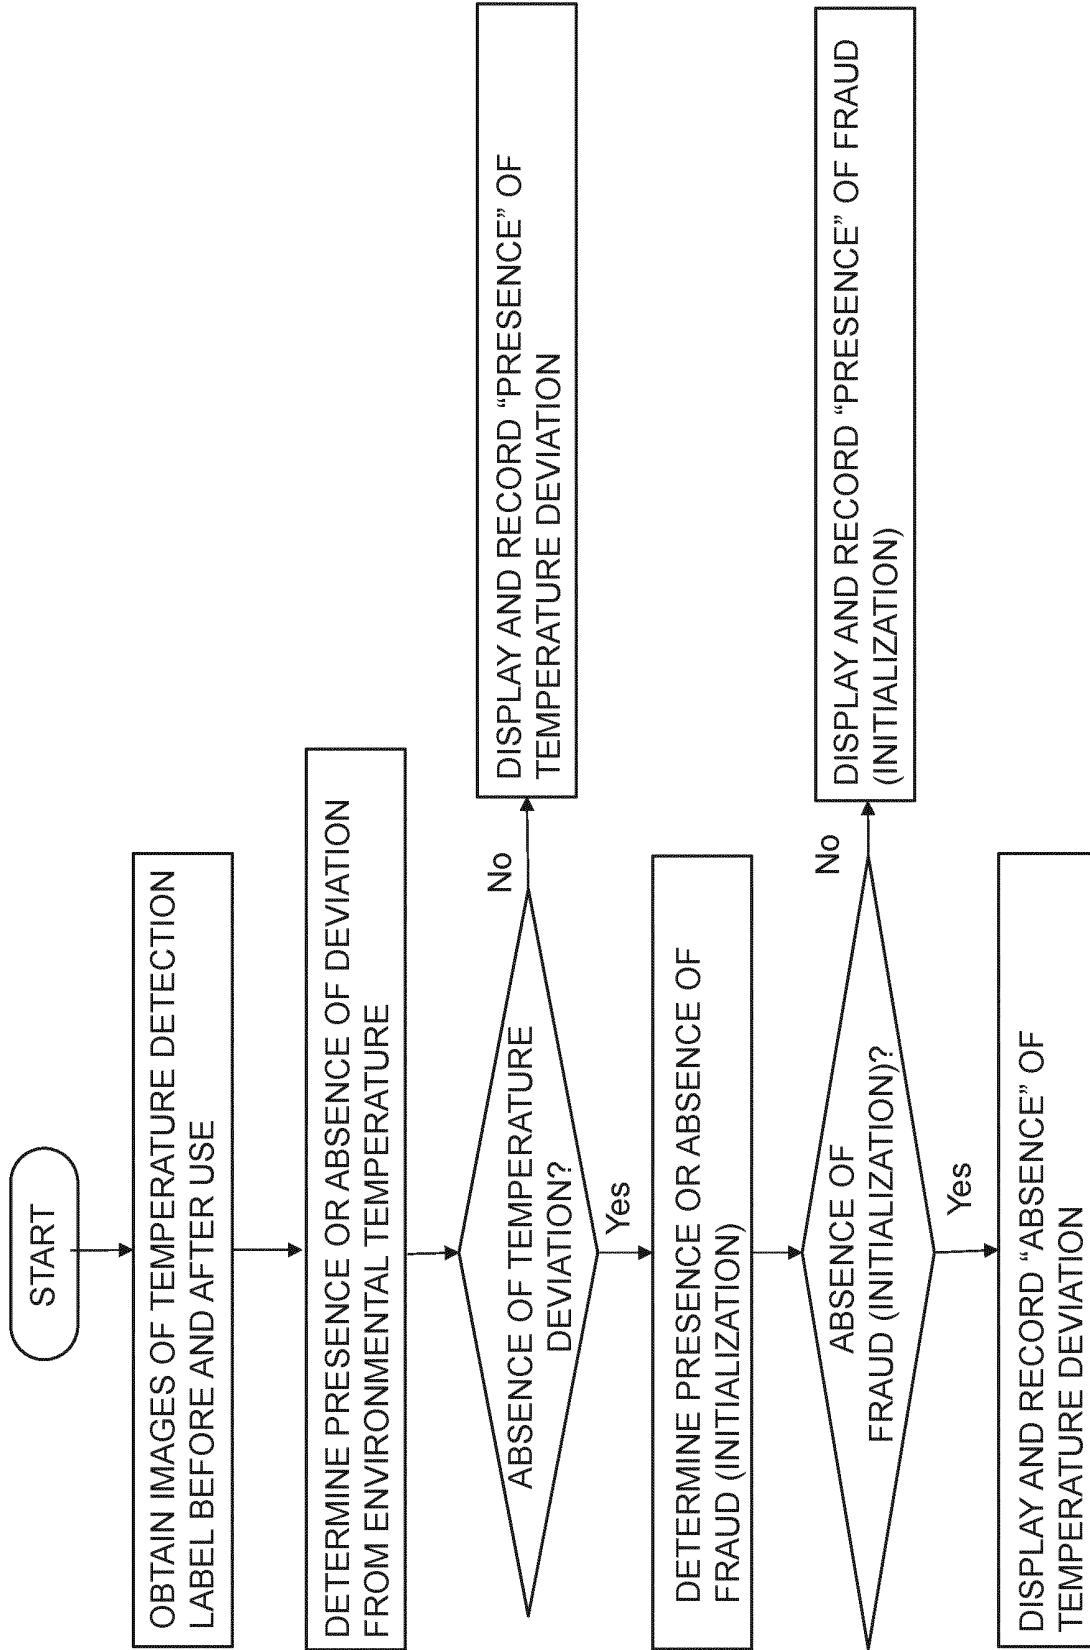 START
OBTAIN IMAGES OF TEMPERATURE DETECTION
LABEL BEFORE AND AFTER USE
DETERMINE PRESENCE OR ABSENCE OF DEVIATION
FROM ENVIRONMENTAL TEMPERATURE
ABSENCE OF TEMPERATURE
DEVIATION?
No
DISPLAY AND RECORD “PRESENCE” OF
TEMPERATURE DEVIATION
Yes
DETERMINE PRESENCE OR ABSENCE OF
FRAUD (INITIALIZATION)
ABSENCE OF
FRAUD (INITIALIZATION)?
No
DISPLAY AND RECORD “PRESENCE” OF FRAUD
(INITIALIZATION)
Yes
DISPLAY AND RECORD “ABSENCE” OF
TEMPERATURE DEVIATION